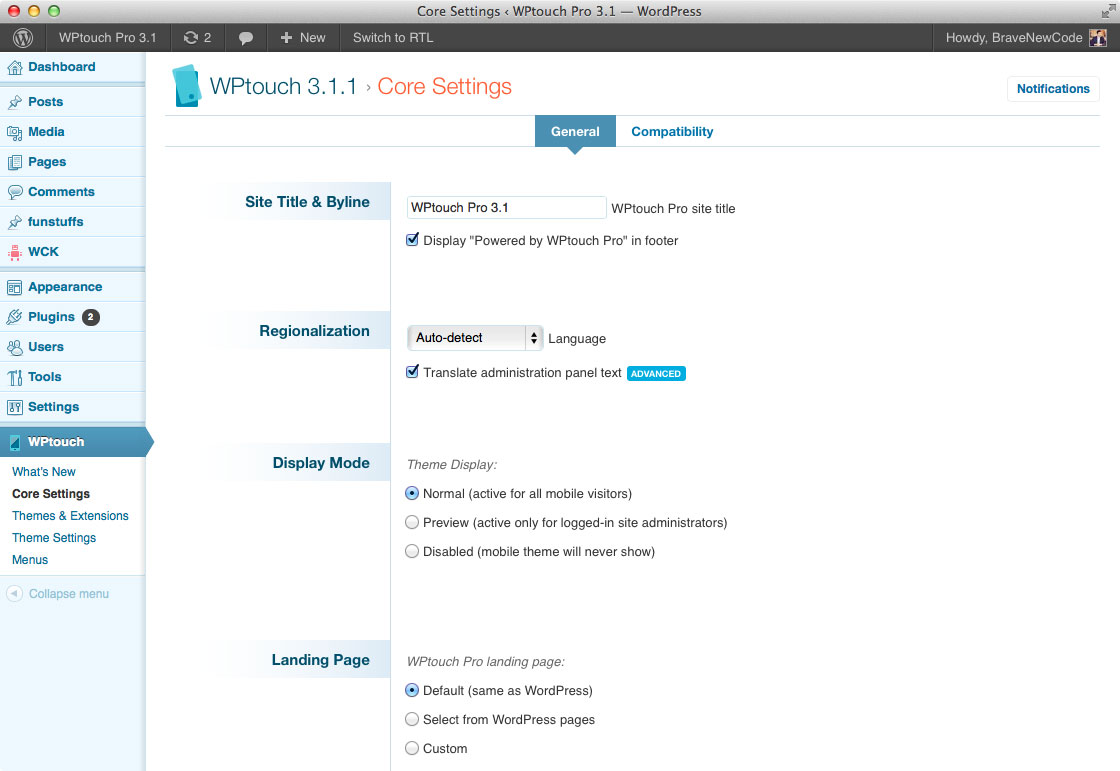 Core Settings ‹ WPtouch Pro 3.1 — WordPress
WPtouch Pro 3.1 2 New Switch to RTL Howdy, BraveNewCode
Dashboard
Posts
Media
Pages
Comments
funstuffs
WCK
Appearance
Plugins 2
Users
Tools
Settings
WPtouch
What's New
Core Settings
Themes & Extensions
Theme Settings
Menus
Collapse menu
WPtouch 3.1.1 › Core Settings
Notifications
General Compatibility
Site Title & Byline
WPtouch Pro 3.1 WPtouch Pro site title
Display "Powered by WPtouch Pro" in footer
Regionalization
Auto-detect Language
Translate administration panel text ADVANCED
Display Mode
Theme Display:
Normal (active for all mobile visitors)
Preview (active only for logged-in site administrators)
Disabled (mobile theme will never show)
Landing Page
WPtouch Pro landing page:
Default (same as WordPress)
Select from WordPress pages
Custom